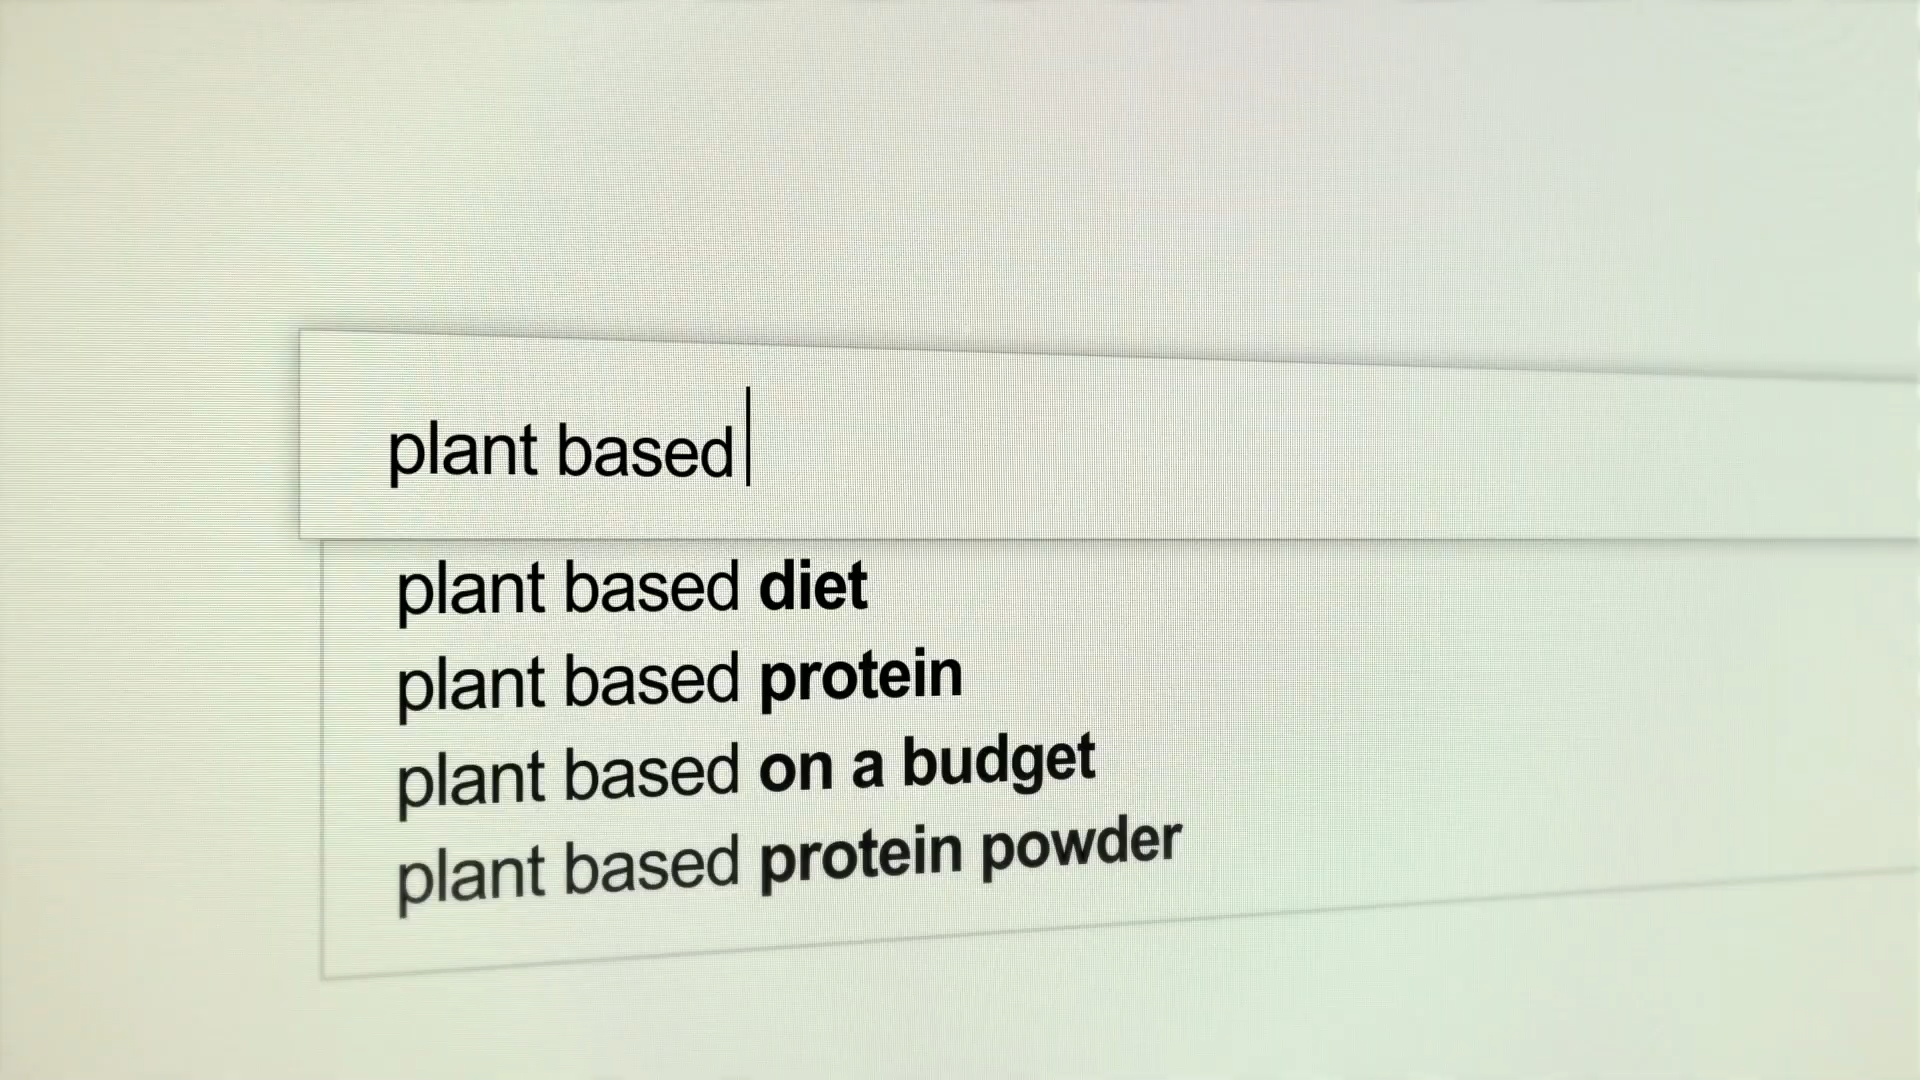 plant based
plant based diet
plant based protein
plant based on a budget
plant based protein powder